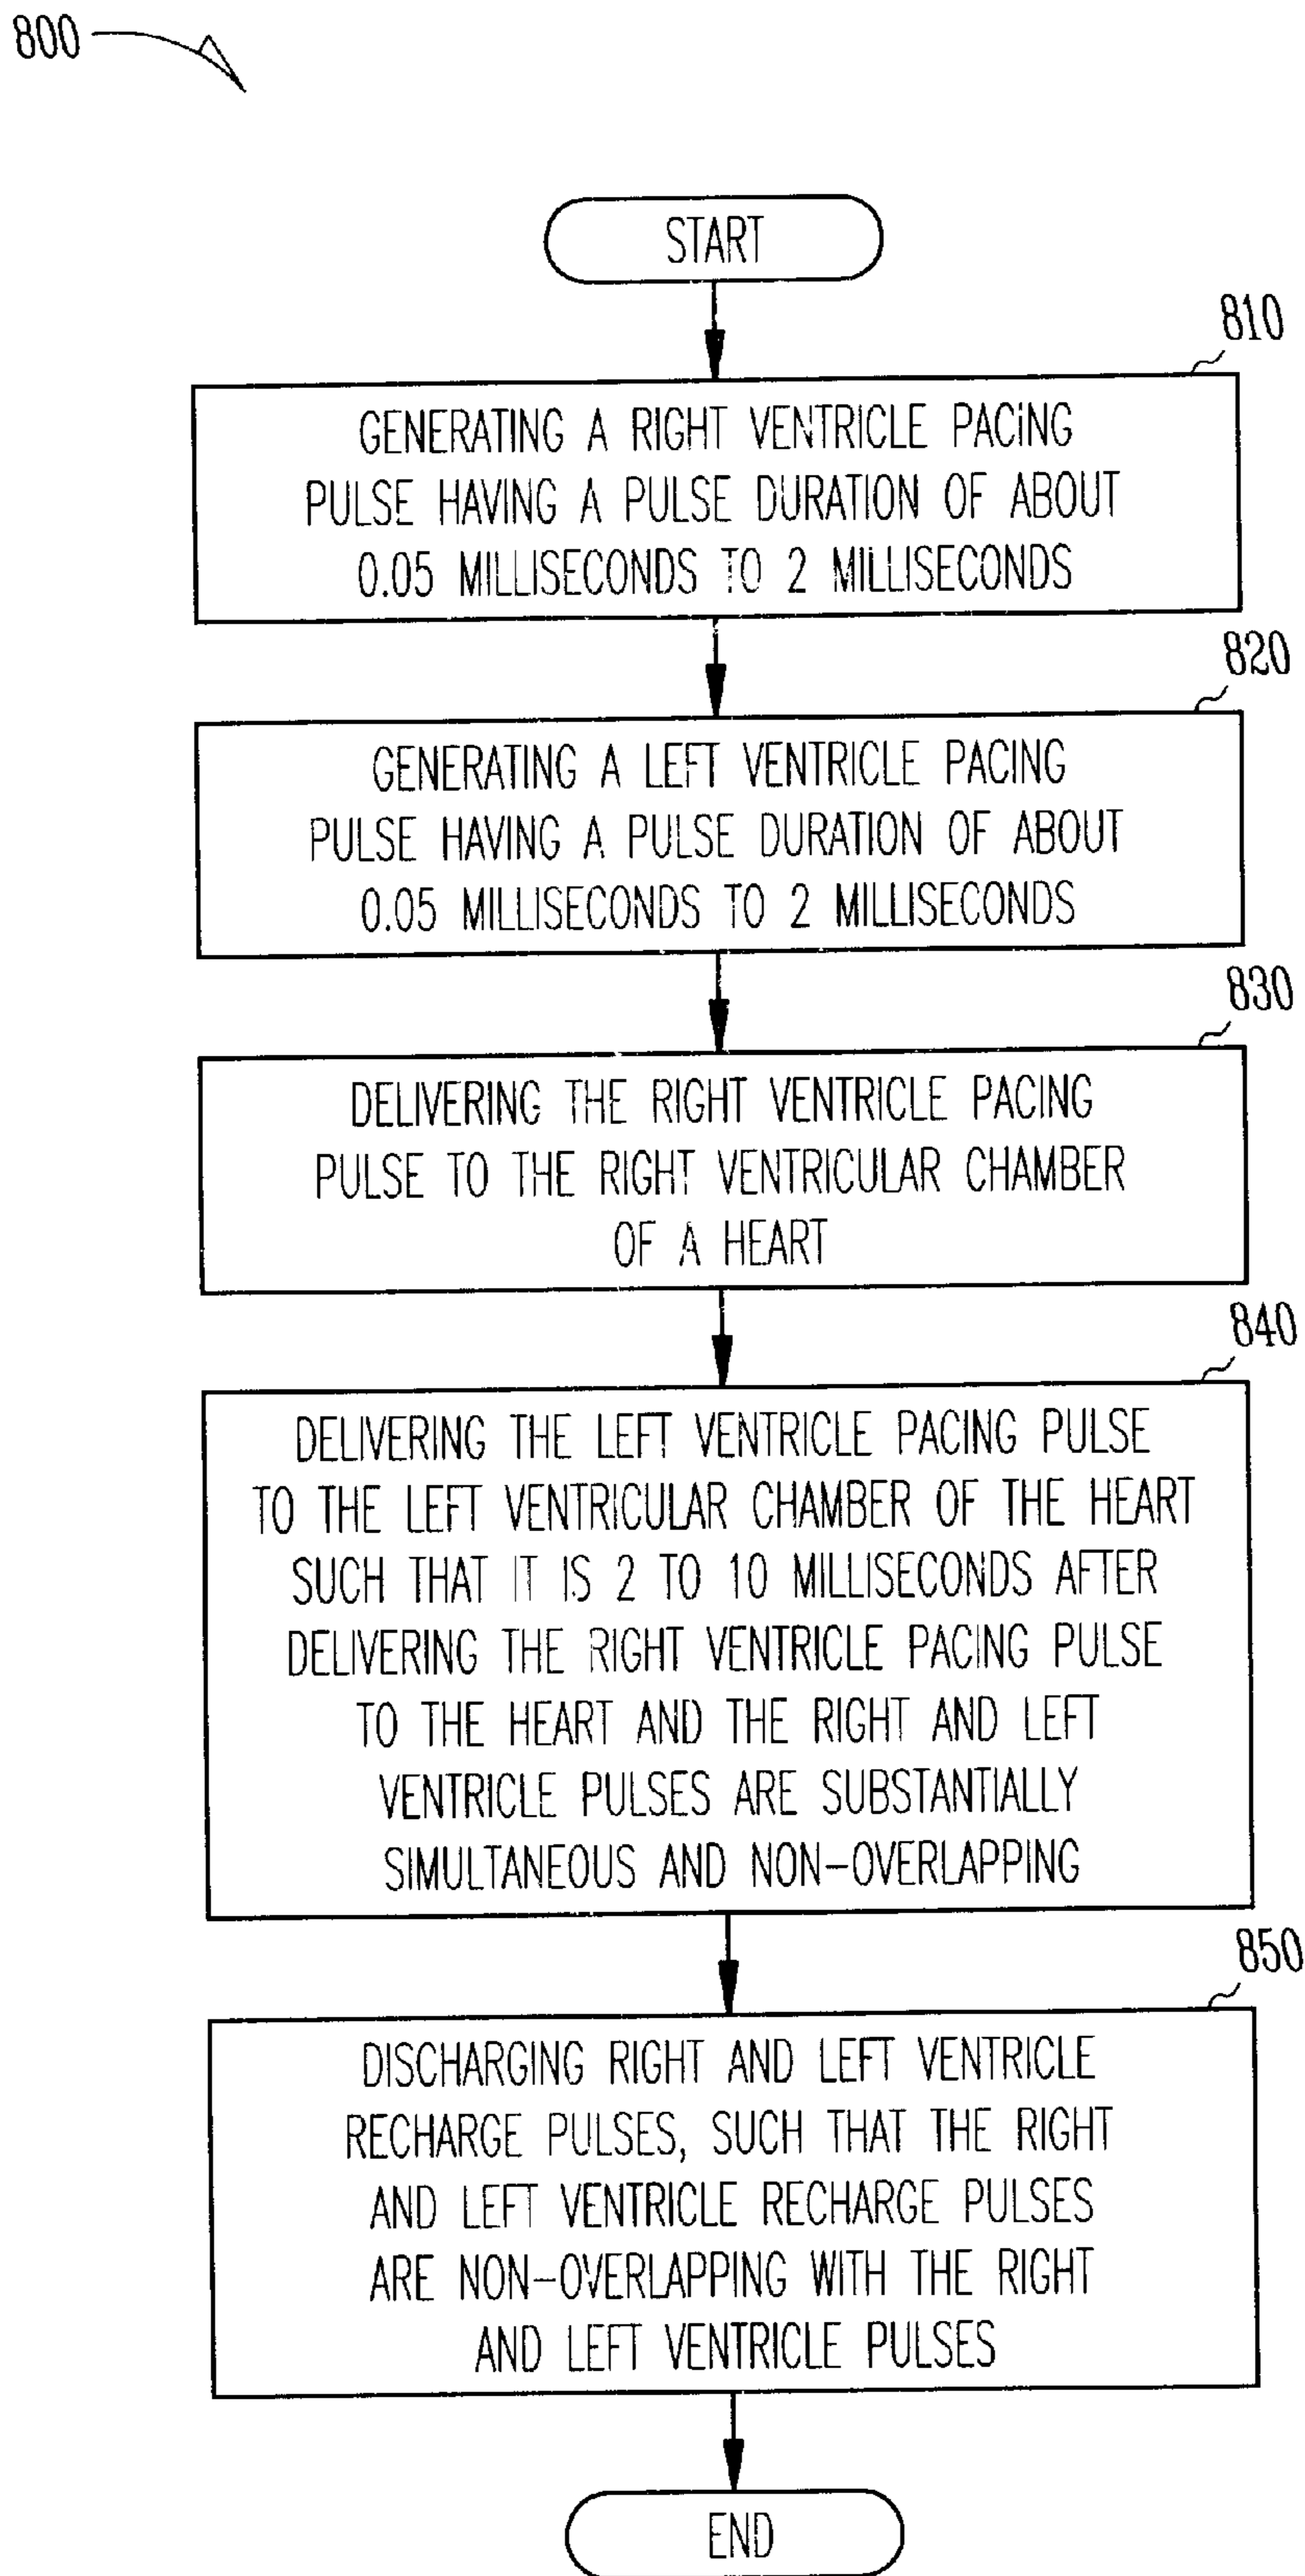 800
START
810
GENERATING A RIGHT VENTRICLE PACING
PULSE HAVING A PULSE DURATION OF ABOUT
0.05 MILLISECONDS TO 2 MILLISECONDS
820
GENERATING A LEFT VENTRICLE PACING
PULSE HAVING A PULSE DURATION OF ABOUT
0.05 MILLISECONDS TO 2 MILLISECONDS
830
DELIVERING THE RIGHT VENTRICLE PACING
PULSE TO THE RIGHT VENTRICULAR CHAMBER
OF A HEART
840
DELIVERING THE LEFT VENTRICLE PACING PULSE
TO THE LEFT VENTRICULAR CHAMBER OF THE HEART
SUCH THAT IT IS 2 TO 10 MILLISECONDS AFTER
DELIVERING THE RIGHT VENTRICLE PACING PULSE
TO THE HEART AND THE RIGHT AND LEFT
VENTRICLE PULSES ARE SUBSTANTIALLY
SIMULTANEOUS AND NON-OVERLAPPING
850
DISCHARGING RIGHT AND LEFT VENTRICLE
RECHARGE PULSES, SUCH THAT THE RIGHT
AND LEFT VENTRICLE RECHARGE PULSES
ARE NON-OVERLAPPING WITH THE RIGHT
AND LEFT VENTRICLE PULSES
END